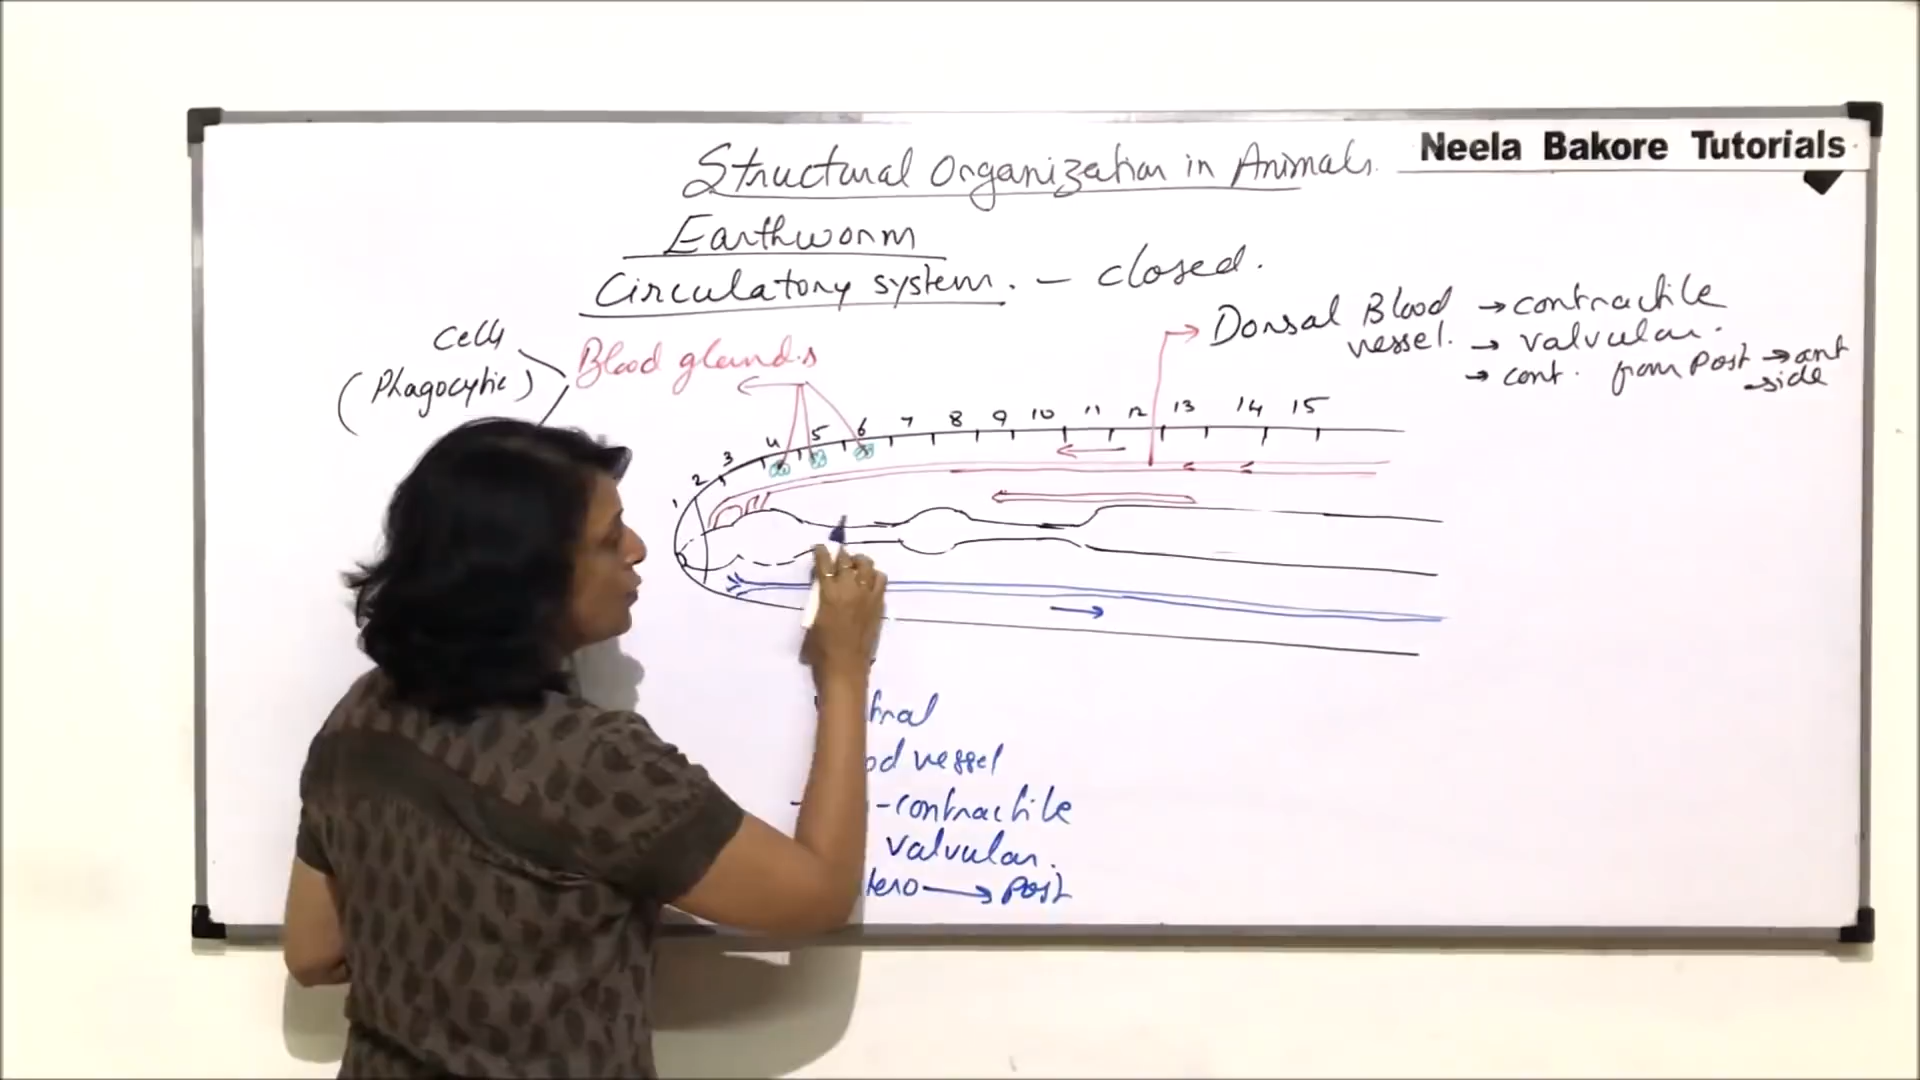 Neela Bakore Tutorials
Structural Organization in Animals.
Earthworm
Circulatory system. - closed.
Cells
(Phagocytic)
Blood glands
Dorsal Blood vessel.
→ contractile
→ valvular.
→ cont. from Post → ant side
1 2 3 4 5 6 7 8 9 10 11 12 13 14 15
vessel
-contractile
valvular.
→ Post